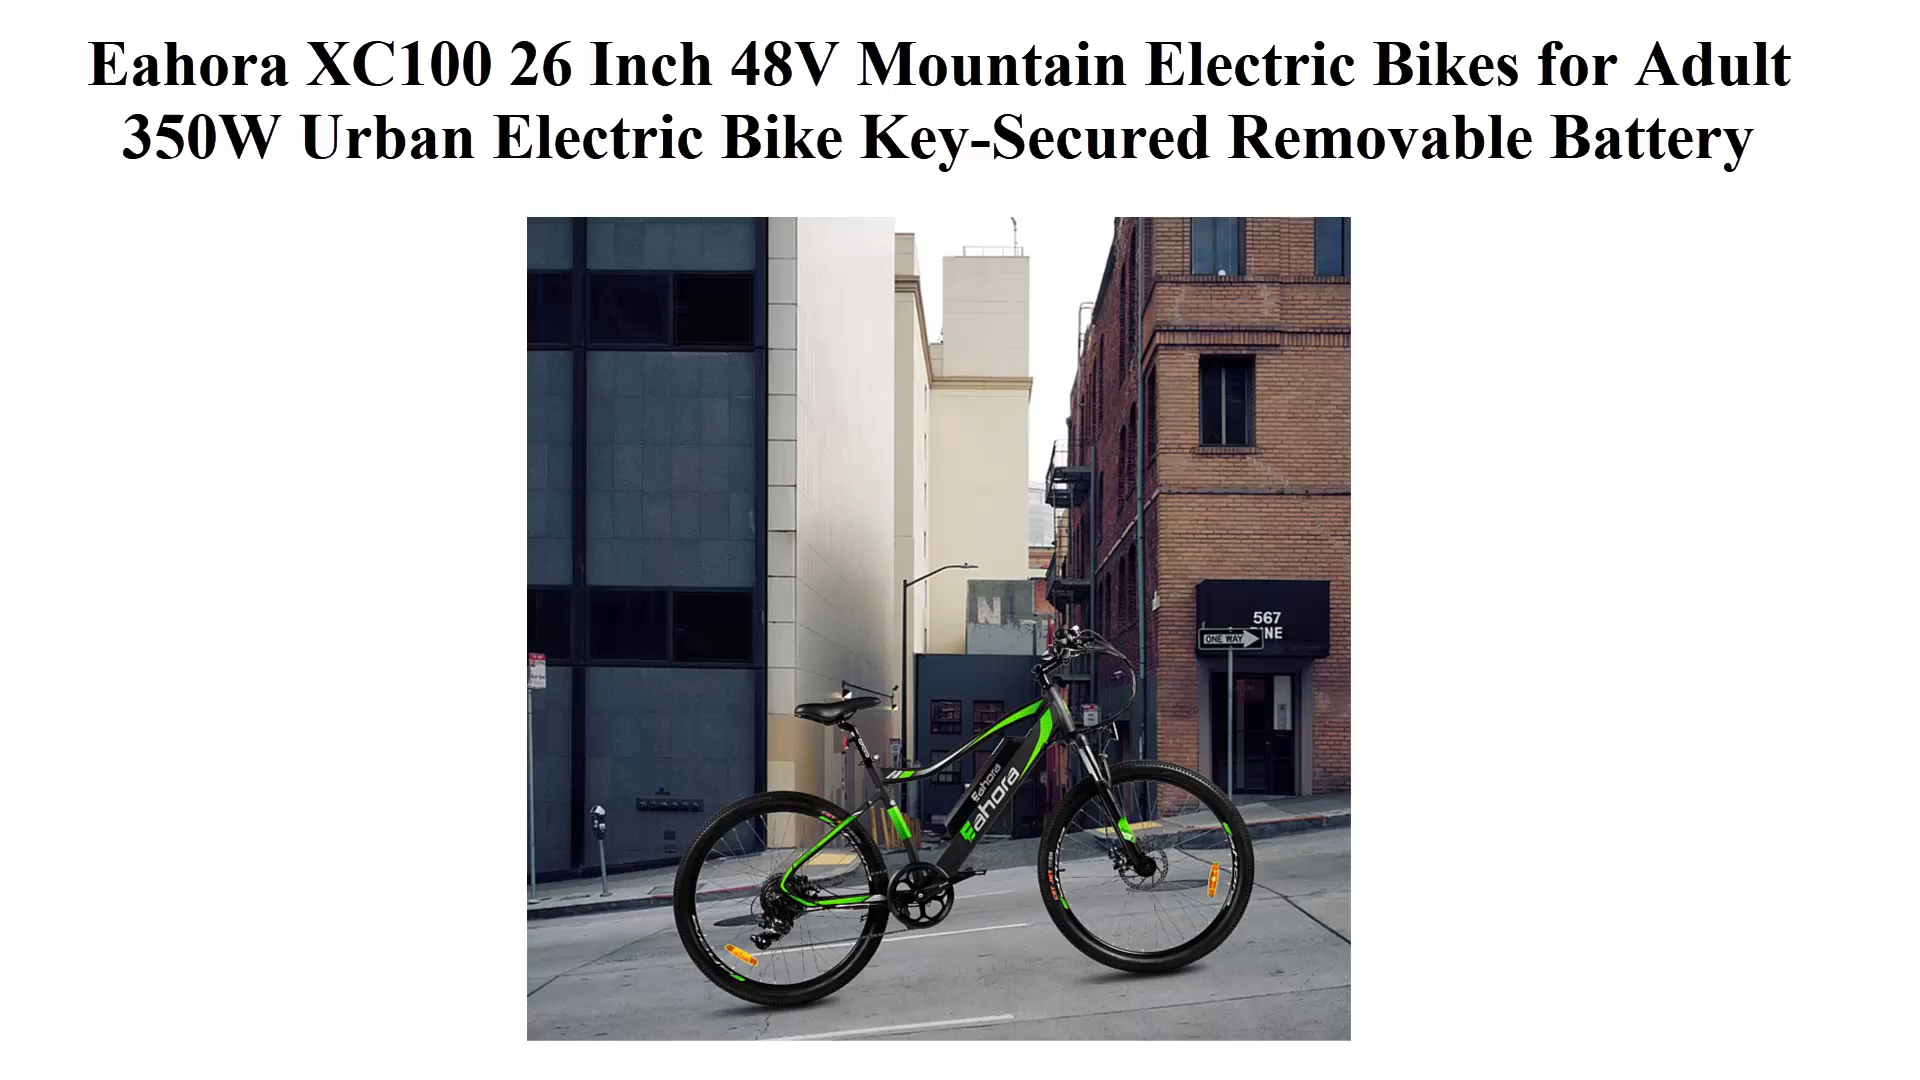 Eahora XC100 26 Inch 48V Mountain Electric Bikes for Adult
350W Urban Electric Bike Key-Secured Removable Battery
567
ONE WAY
Eahora
Eahora